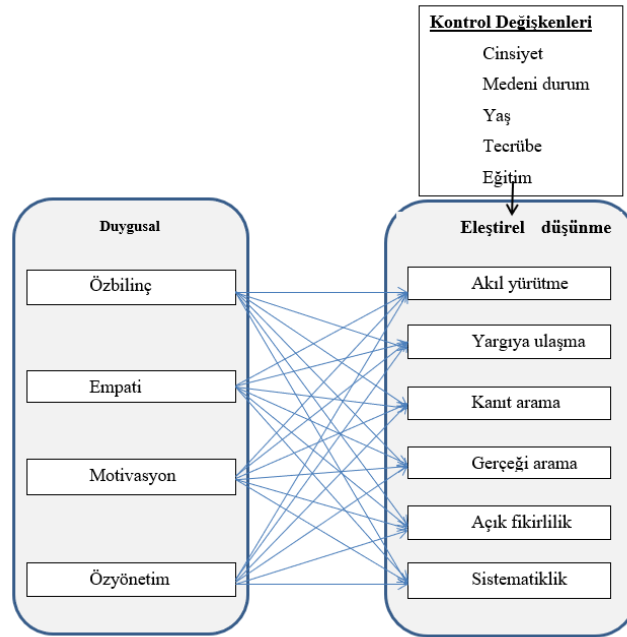 Kontrol Değişkenleri
Cinsiyet
Medeni durum
Yaş
Tecrübe
Eğitim
Duygusal
Özbilinç
Empati
Motivasyon
Özyönetim
Eleştirel düşünme
Akıl yürütme
Yargıya ulaşma
Kanıt arama
Gerçeği arama
Açık fikirlilik
Sistematiklik